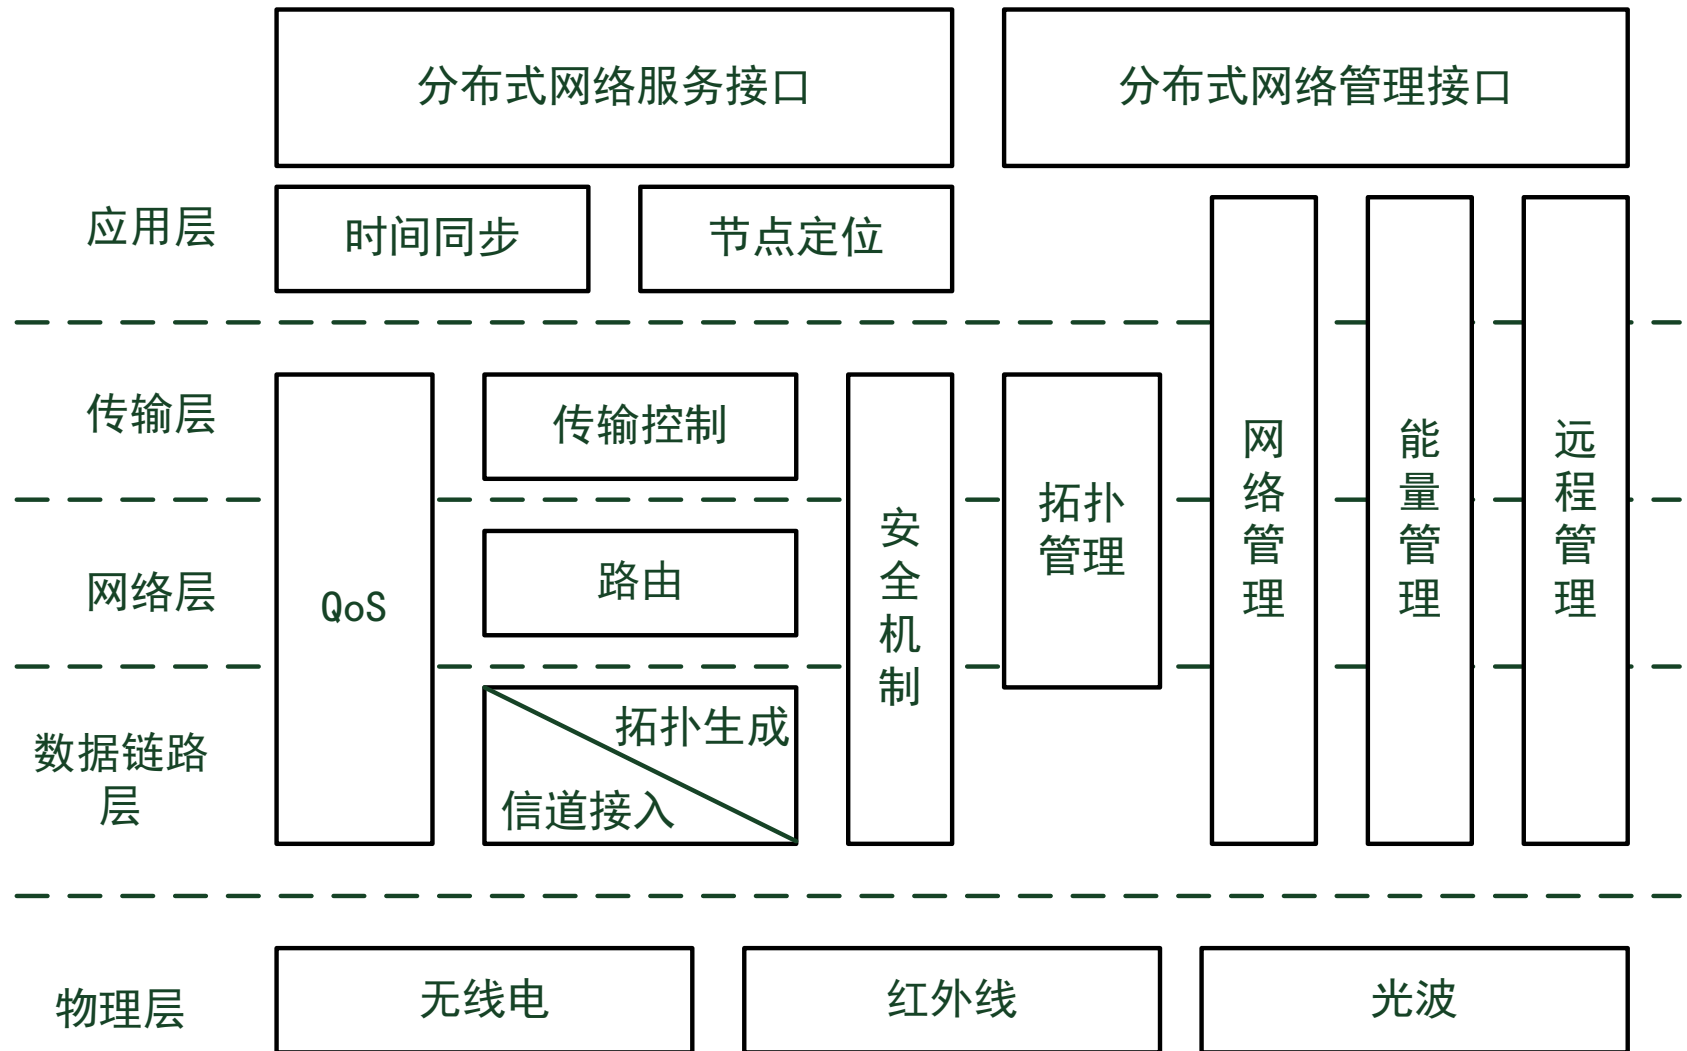 分布式网络服务接口
分布式网络管理接口
应用层
时间同步
节点定位
传输层
传输控制
网络层
QoS
路由
安
全
机
制
拓扑
管理
网
络
管
理
能
量
管
理
远
程
管
理
数据链路
层
拓扑生成
信道接入
物理层
无线电
红外线
光波